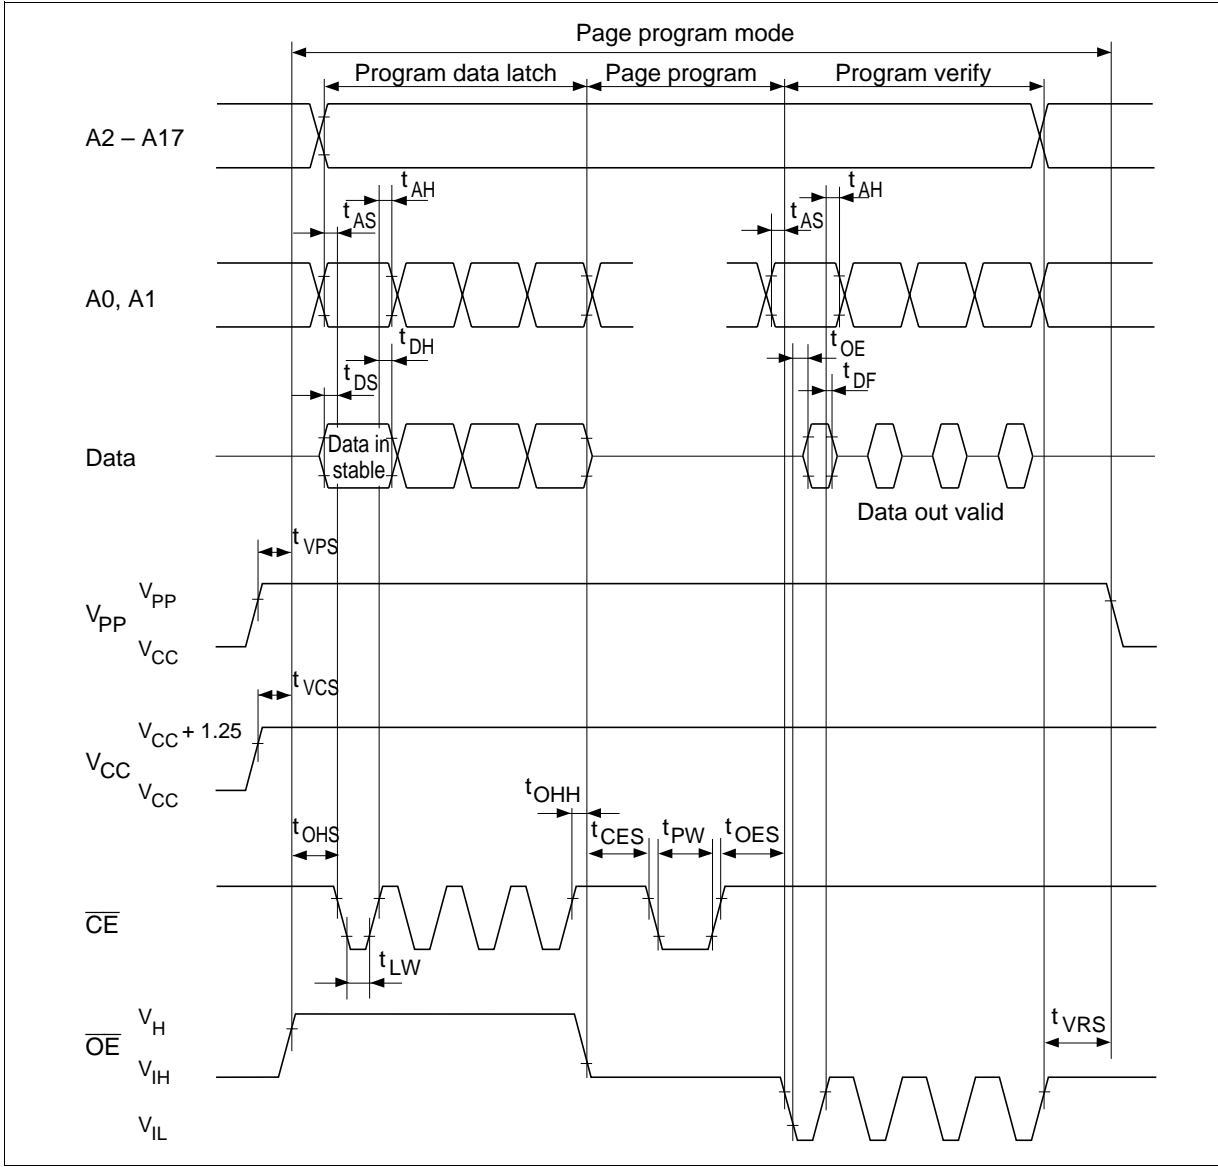 Page program mode
Program data latch Page program Program verify
A2 – A17
tAH tAH
tAS tAS
A0, A1
tDH tOE
tDS tDF
Data
Data in
stable
Data out valid
tVPS
VPP
VPP
VCC
tVCS
VCC + 1.25
VCC
VCC
tOHH
tOHS tCES tPW tOES
CE
tLW
VH
OE
tVRS
VIH
VIL